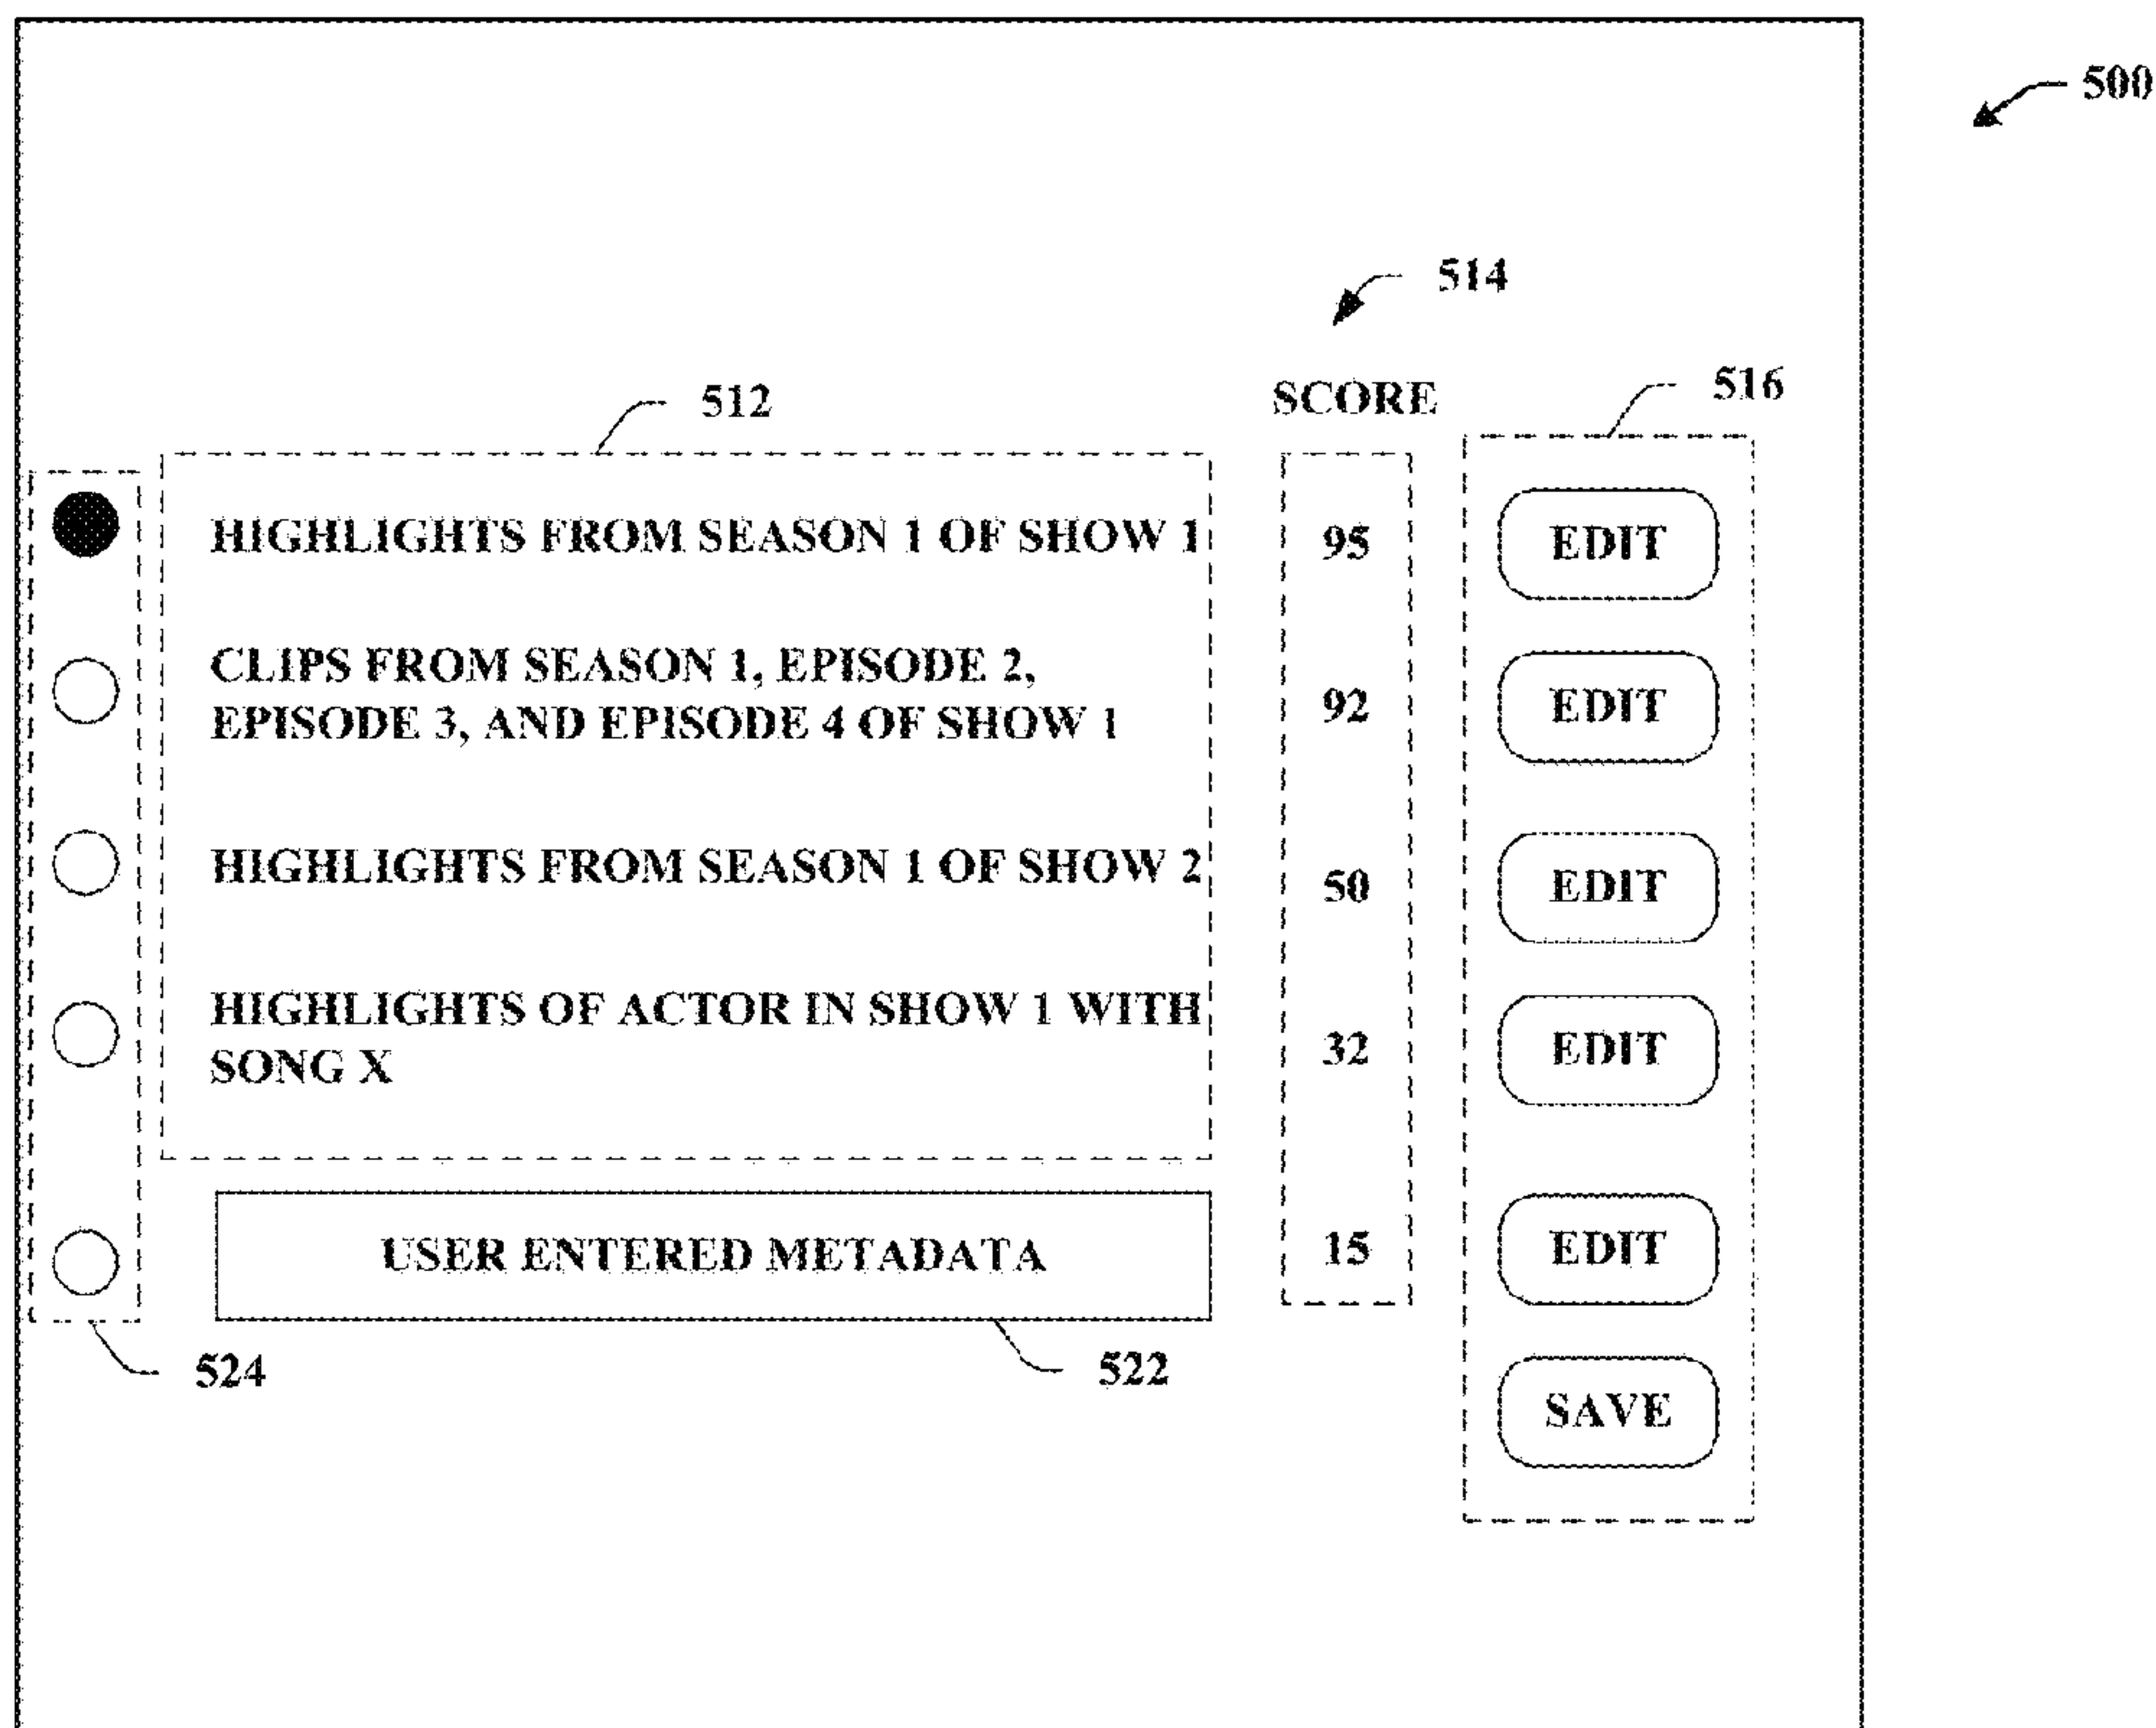 500
514
512
SCORE
516
HIGHLIGHTS FROM SEASON 1 OF SHOW 1
95
EDIT
CLIPS FROM SEASON 1, EPISODE 2,
EPISODE 3, AND EPISODE 4 OF SHOW 1
92
EDIT
HIGHLIGHTS FROM SEASON 1 OF SHOW 2
50
EDIT
HIGHLIGHTS OF ACTOR IN SHOW 1 WITH
SONG X
32
EDIT
USER ENTERED METADATA
15
EDIT
524
522
SAVE